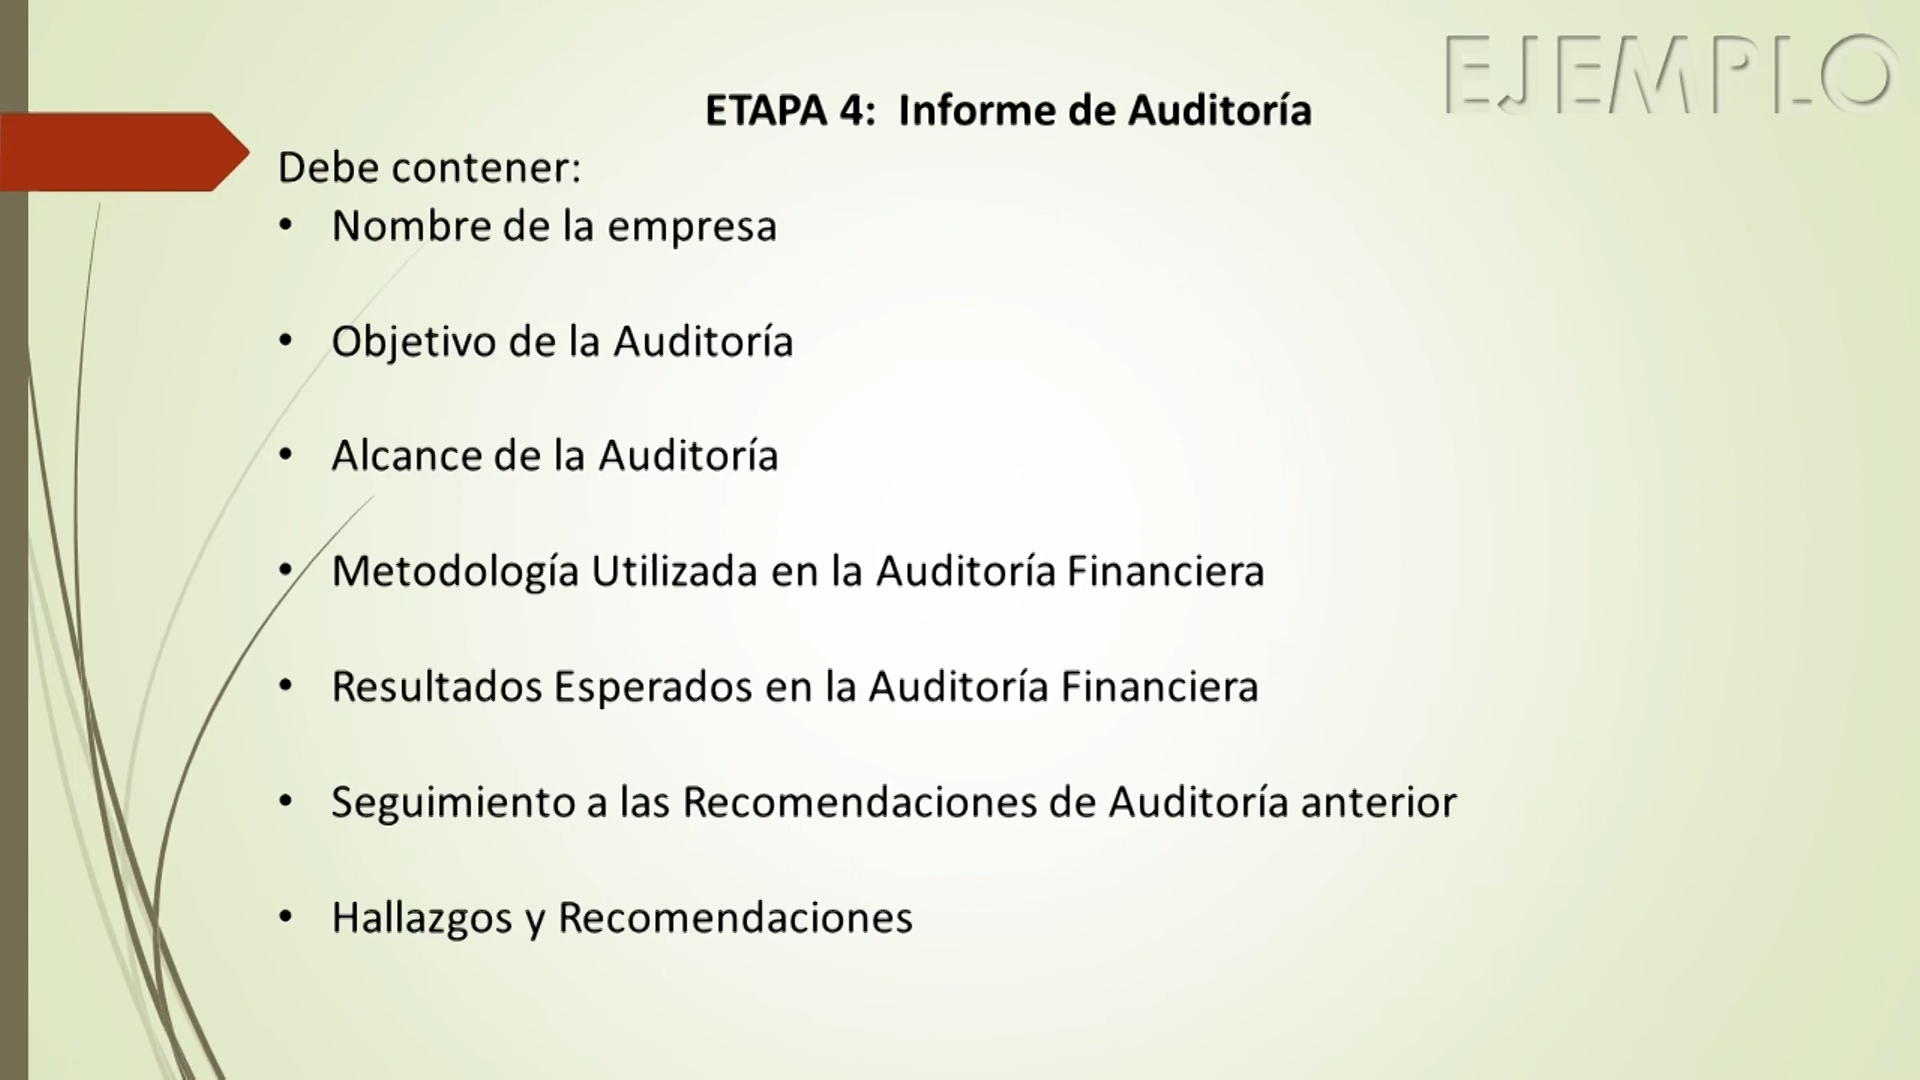 EJEMPLO
ETAPA 4: Informe de Auditoría
Debe contener:
• Nombre de la empresa
• Objetivo de la Auditoría
• Alcance de la Auditoría
• Metodología Utilizada en la Auditoría Financiera
• Resultados Esperados en la Auditoría Financiera
• Seguimiento a las Recomendaciones de Auditoría anterior
• Hallazgos y Recomendaciones